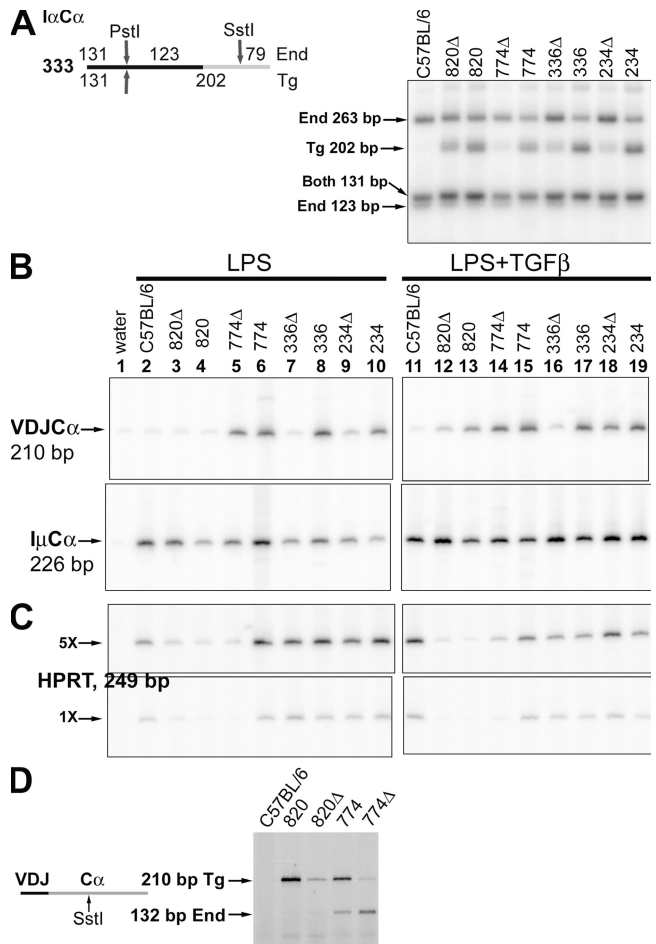 A IαCα
PstI SstI
131 123 79 End
333
131 202 Tg
C57BL/6 820Δ 820 774Δ 774 336Δ 336 234Δ 234
End 263 bp
Tg 202 bp
Both 131 bp
End 123 bp
B LPS LPS+TGFβ
water C57BL/6 820Δ 820 774Δ 774 336Δ 336 234Δ 234 C57BL/6 820Δ 820 774Δ 774 336Δ 336 234Δ 234
1 2 3 4 5 6 7 8 9 10 11 12 13 14 15 16 17 18 19
VDJCα
210 bp
IμCα
226 bp
C
5X
HPRT, 249 bp
1X
D
C57BL/6 820 820Δ 774 774Δ
VDJ Cα 210 bp Tg
SstI 132 bp End